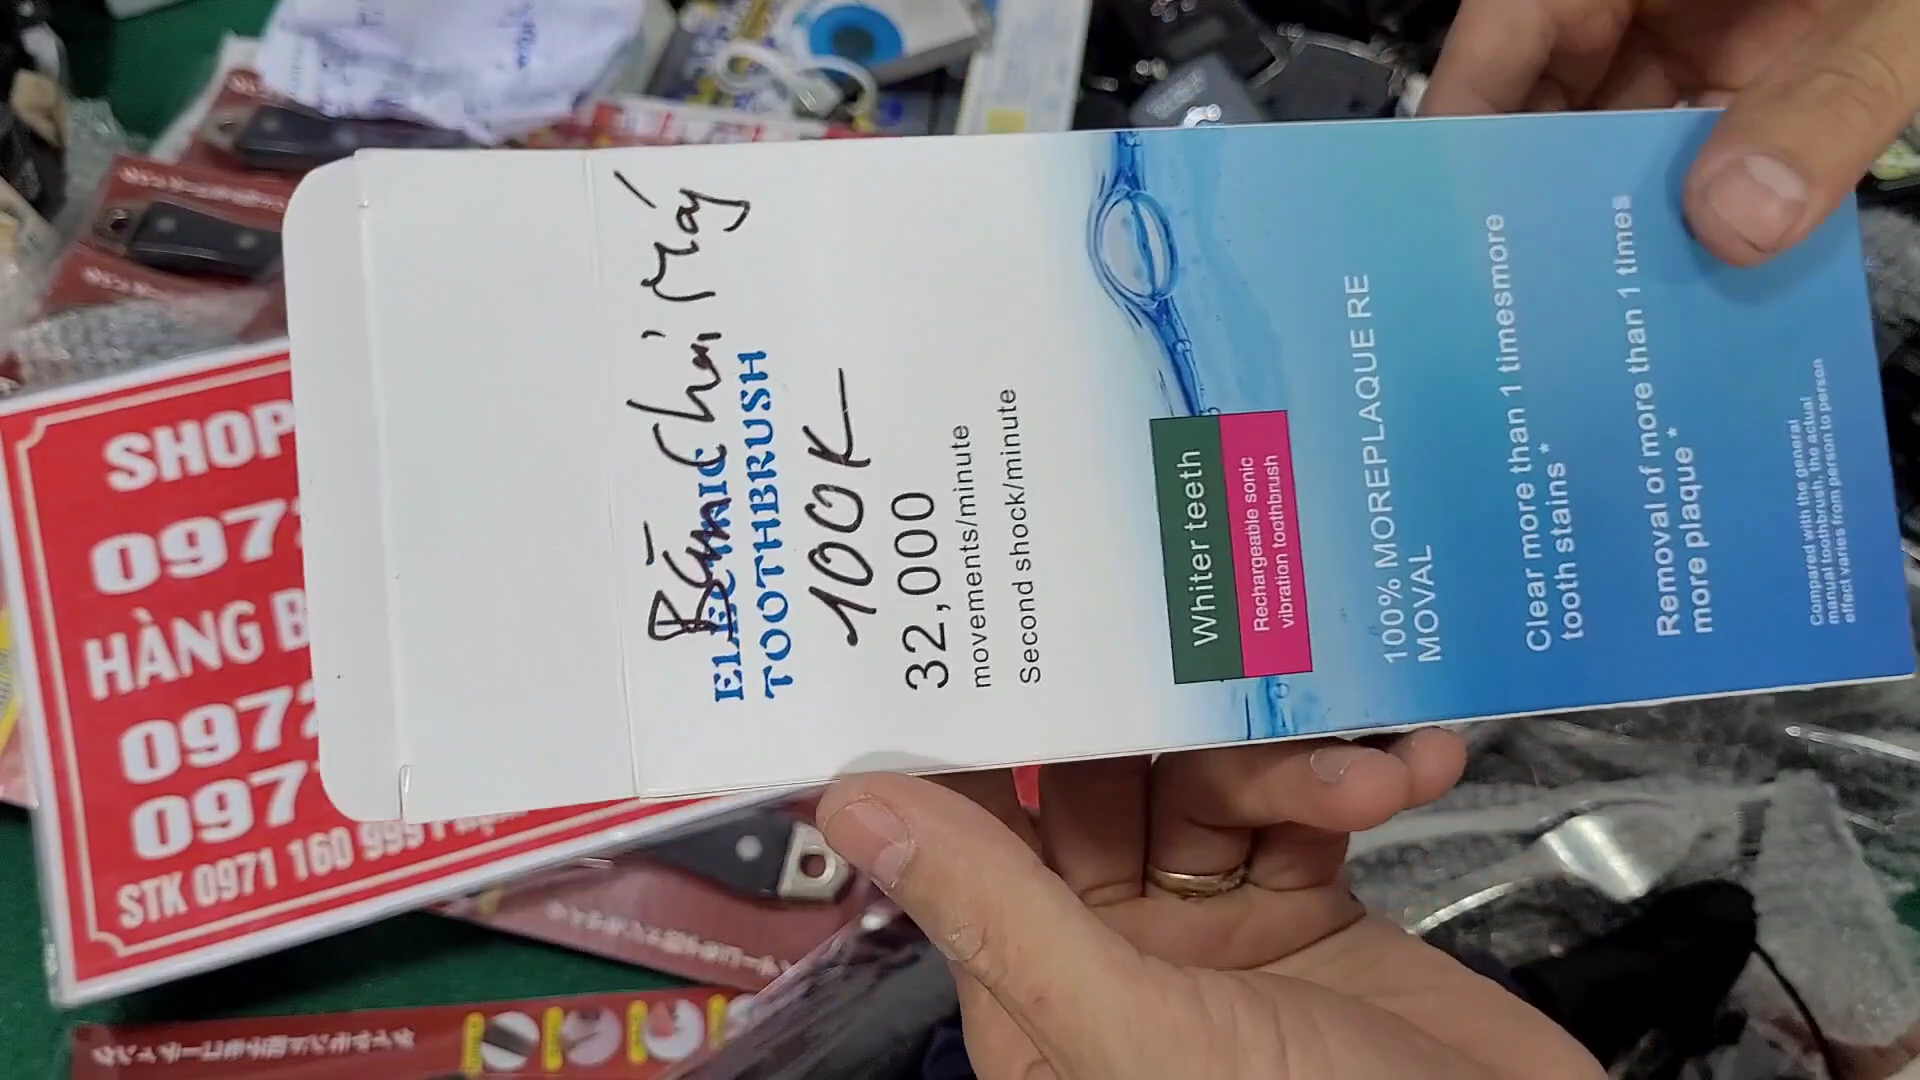 Bàn chải Máy
ELECTRIC
TOOTHBRUSH
100K
32,000
movements/minute
Second shock/minute
Whiter teeth
Rechargeable sonic
vibration toothbrush
100% MOREPLAQUE RE
MOVAL
Clear more than 1 timesmore
tooth stains *
Removal of more than 1 times
more plaque *
Compared with the general
manual toothbrush, the actual
effect varies from person to person
SHOP
097
HÀNG
097
097
STK 0971 160 999